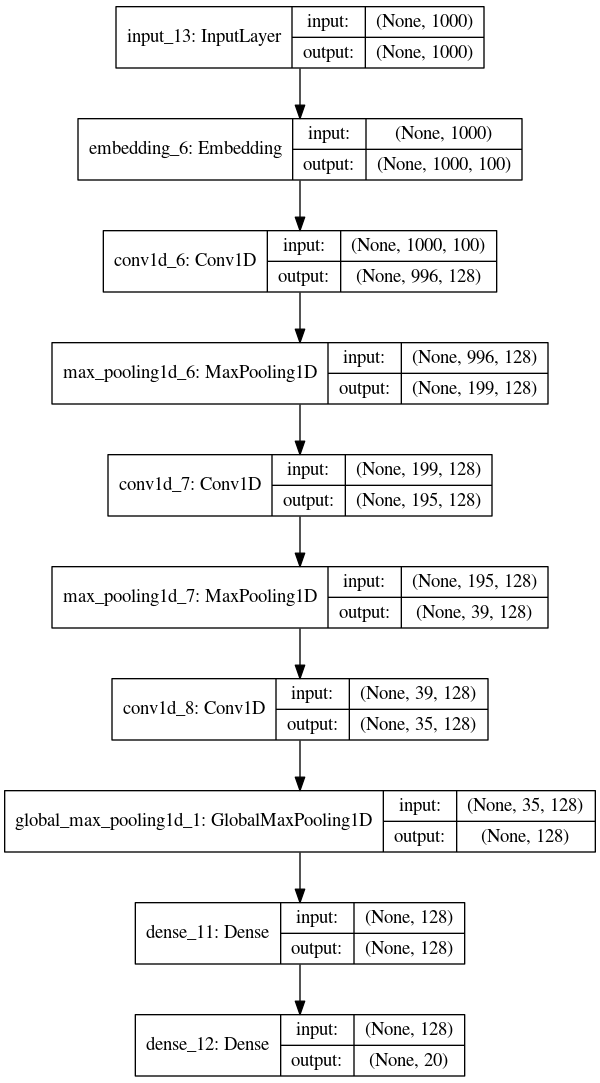 input_13: InputLayer
input: (None, 1000)
output: (None, 1000)
embedding_6: Embedding
input: (None, 1000)
output: (None, 1000, 100)
conv1d_6: Conv1D
input: (None, 1000, 100)
output: (None, 996, 128)
max_pooling1d_6: MaxPooling1D
input: (None, 996, 128)
output: (None, 199, 128)
conv1d_7: Conv1D
input: (None, 199, 128)
output: (None, 195, 128)
max_pooling1d_7: MaxPooling1D
input: (None, 195, 128)
output: (None, 39, 128)
conv1d_8: Conv1D
input: (None, 39, 128)
output: (None, 35, 128)
global_max_pooling1d_1: GlobalMaxPooling1D
input: (None, 35, 128)
output: (None, 128)
dense_11: Dense
input: (None, 128)
output: (None, 128)
dense_12: Dense
input: (None, 128)
output: (None, 20)